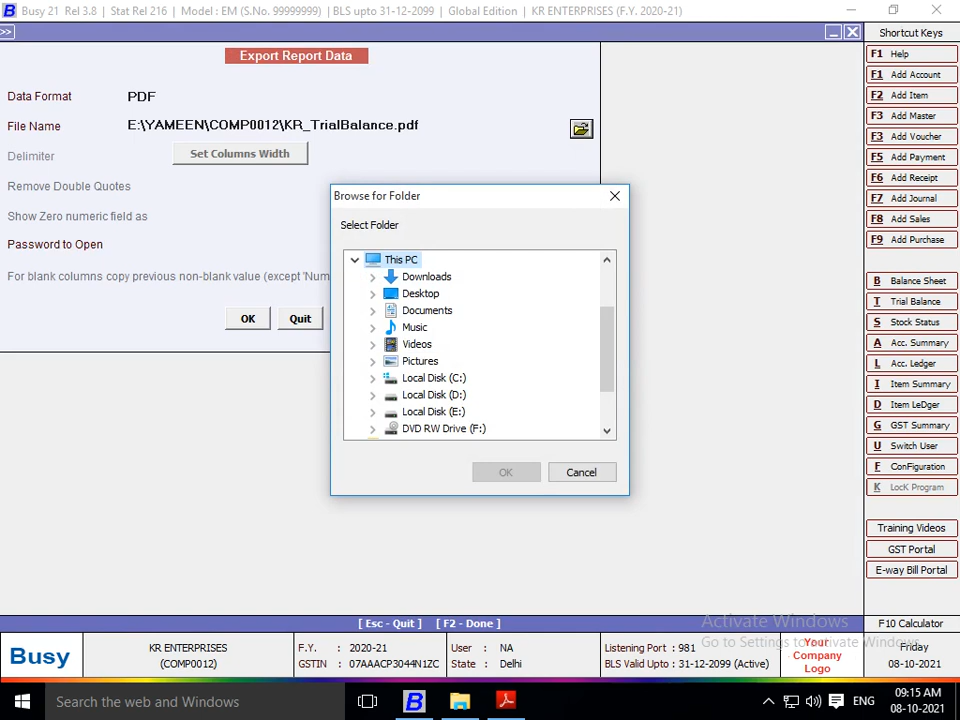 Busy 21 Rel 3.8 | Stat Rel 216 | Model : EM (S.No. 99999999) | BLS upto 31-12-2099 | Global Edition | KR ENTERPRISES (F.Y. 2020-21)
>>
Shortcut Keys
Export Report Data
Data Format PDF
File Name E:\YAMEEN\COMP0012\KR_TrialBalance.pdf
Delimiter Set Columns Width
Remove Double Quotes
Show Zero numeric field as
Password to Open
For blank columns copy previous non-blank value (except 'Num
OK Quit
Browse for Folder
Select Folder
This PC
Downloads
Desktop
Documents
Music
Videos
Pictures
Local Disk (C:)
Local Disk (D:)
Local Disk (E:)
DVD RW Drive (F:)
OK Cancel
F1 Help
F1 Add Account
F2 Add Item
F3 Add Master
F3 Add Voucher
F5 Add Payment
F6 Add Receipt
F7 Add Journal
F8 Add Sales
F9 Add Purchase
B Balance Sheet
T Trial Balance
S Stock Status
A Acc. Summary
L Acc. Ledger
I Item Summary
D Item LeDger
G GST Summary
U Switch User
F ConFiguration
K LocK Program
Training Videos
GST Portal
E-way Bill Portal
[ Esc - Quit ] [ F2 - Done ]
F10 Calculator
Activate Windows
Go to Settings to activate Windows.
Busy
KR ENTERPRISES
(COMP0012)
F.Y. : 2020-21
GSTIN : 07AAACP3044N1ZC
User : NA
State : Delhi
Listening Port : 981
BLS Valid Upto : 31-12-2099 (Active)
Your
Company
Logo
Friday
08-10-2021
Search the web and Windows
B
ENG
09:15 AM
08-10-2021